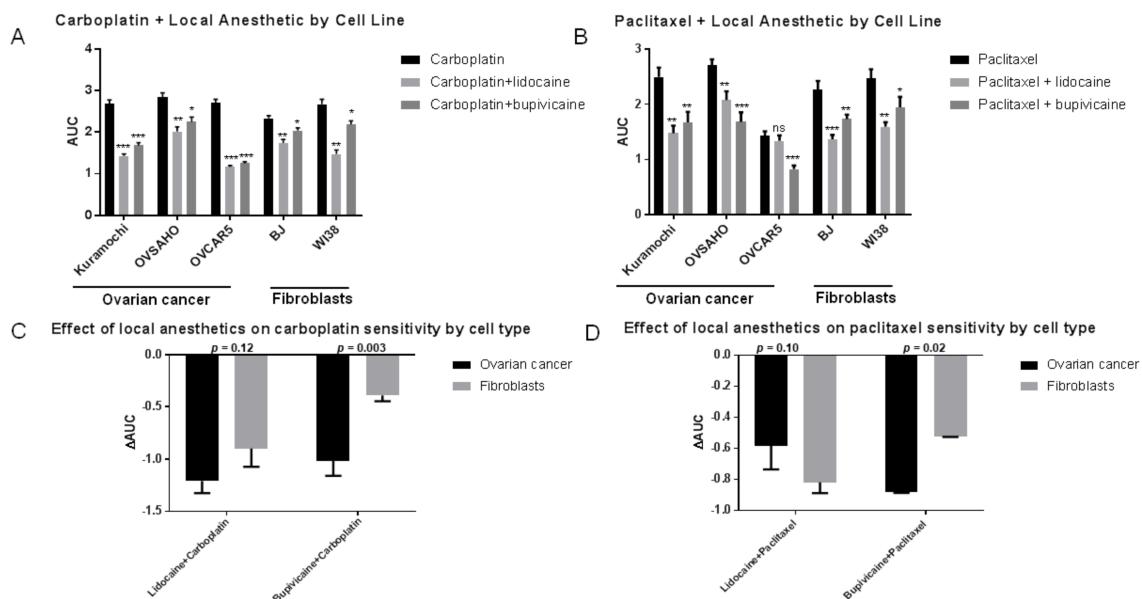 Carboplatin + Local Anesthetic by Cell Line
A
AUC
4
3
2
1
0
Carboplatin
Carboplatin+lidocaine
Carboplatin+bupivicaine
**
***
***
**
*
***
***
**
*
**
*
Kuramochi
OVSAHO
OVCAR5
BJ
WI38
Ovarian cancer
Fibroblasts
Paclitaxel + Local Anesthetic by Cell Line
B
AUC
3
2
1
0
Paclitaxel
Paclitaxel + lidocaine
Paclitaxel + bupivicaine
**
**
**
***
ns
***
***
**
**
*
Kuramochi
OVSAHO
OVCAR5
BJ
WI38
Ovarian cancer
Fibroblasts
C
Effect of local anesthetics on carboplatin sensitivity by cell type
p = 0.12
p = 0.003
ΔAUC
0.0
-0.5
-1.0
-1.5
Ovarian cancer
Fibroblasts
Lidocaine+Carboplatin
Bupivicaine+Carboplatin
D
Effect of local anesthetics on paclitaxel sensitivity by cell type
p = 0.10
p = 0.02
ΔAUC
0.0
-0.2
-0.4
-0.6
-0.8
-1.0
Ovarian cancer
Fibroblasts
Lidocaine+Paclitaxel
Bupivicaine+Paclitaxel